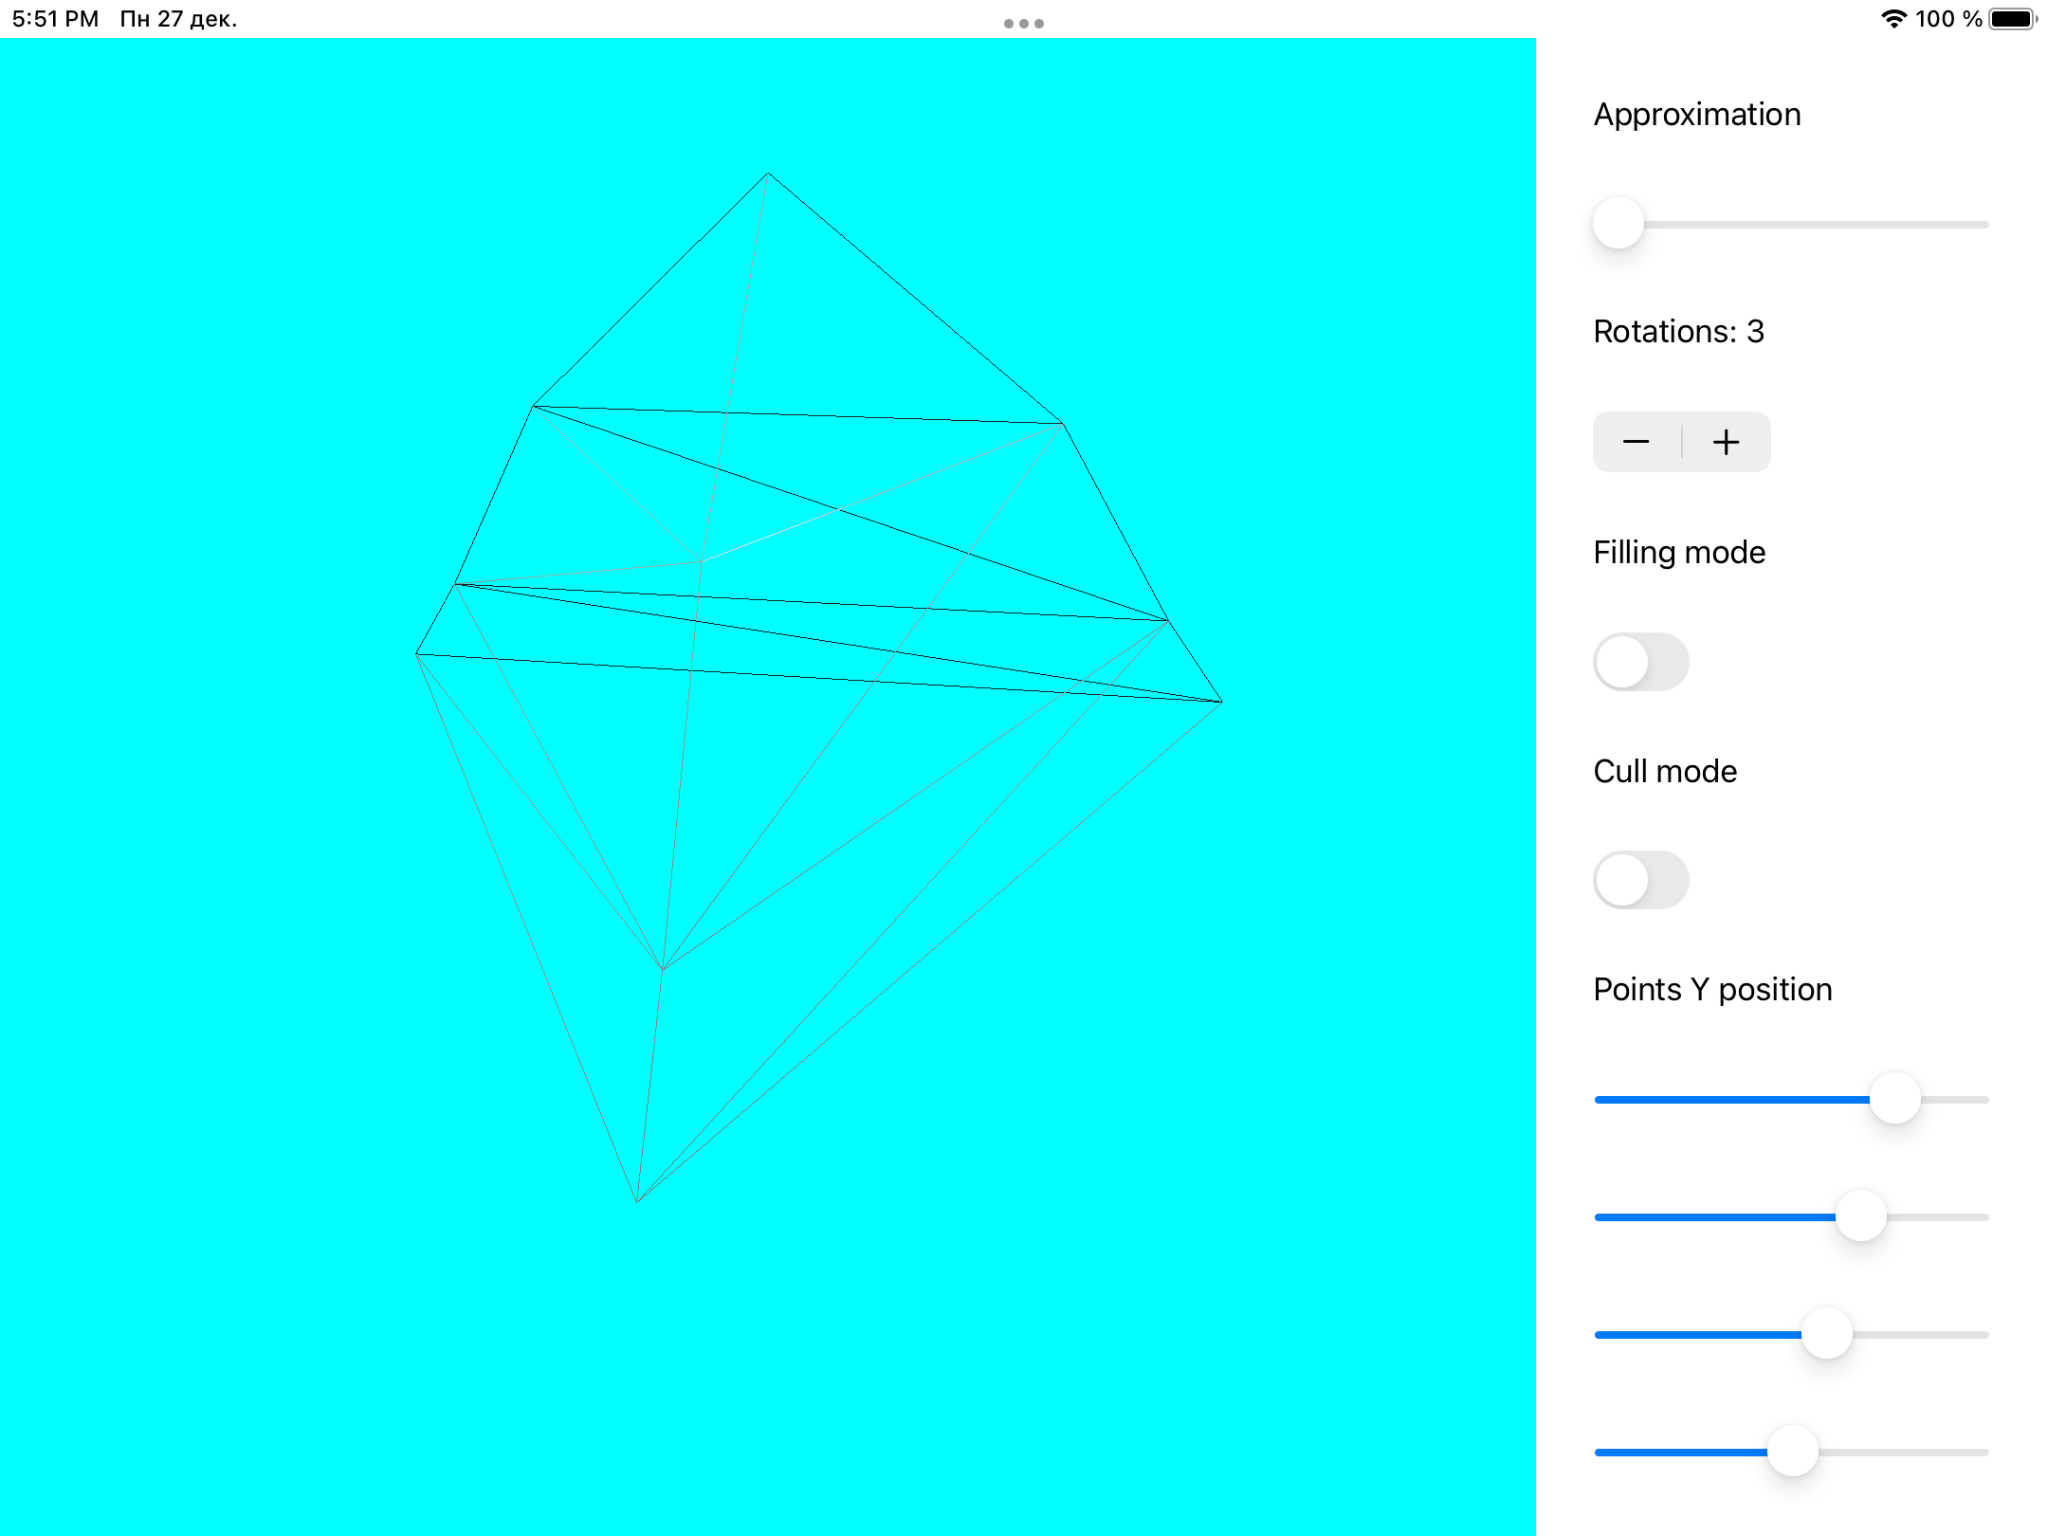 5:51 PM Пн 27 дек.
100 %
Approximation
Rotations: 3
Filling mode
Cull mode
Points Y position